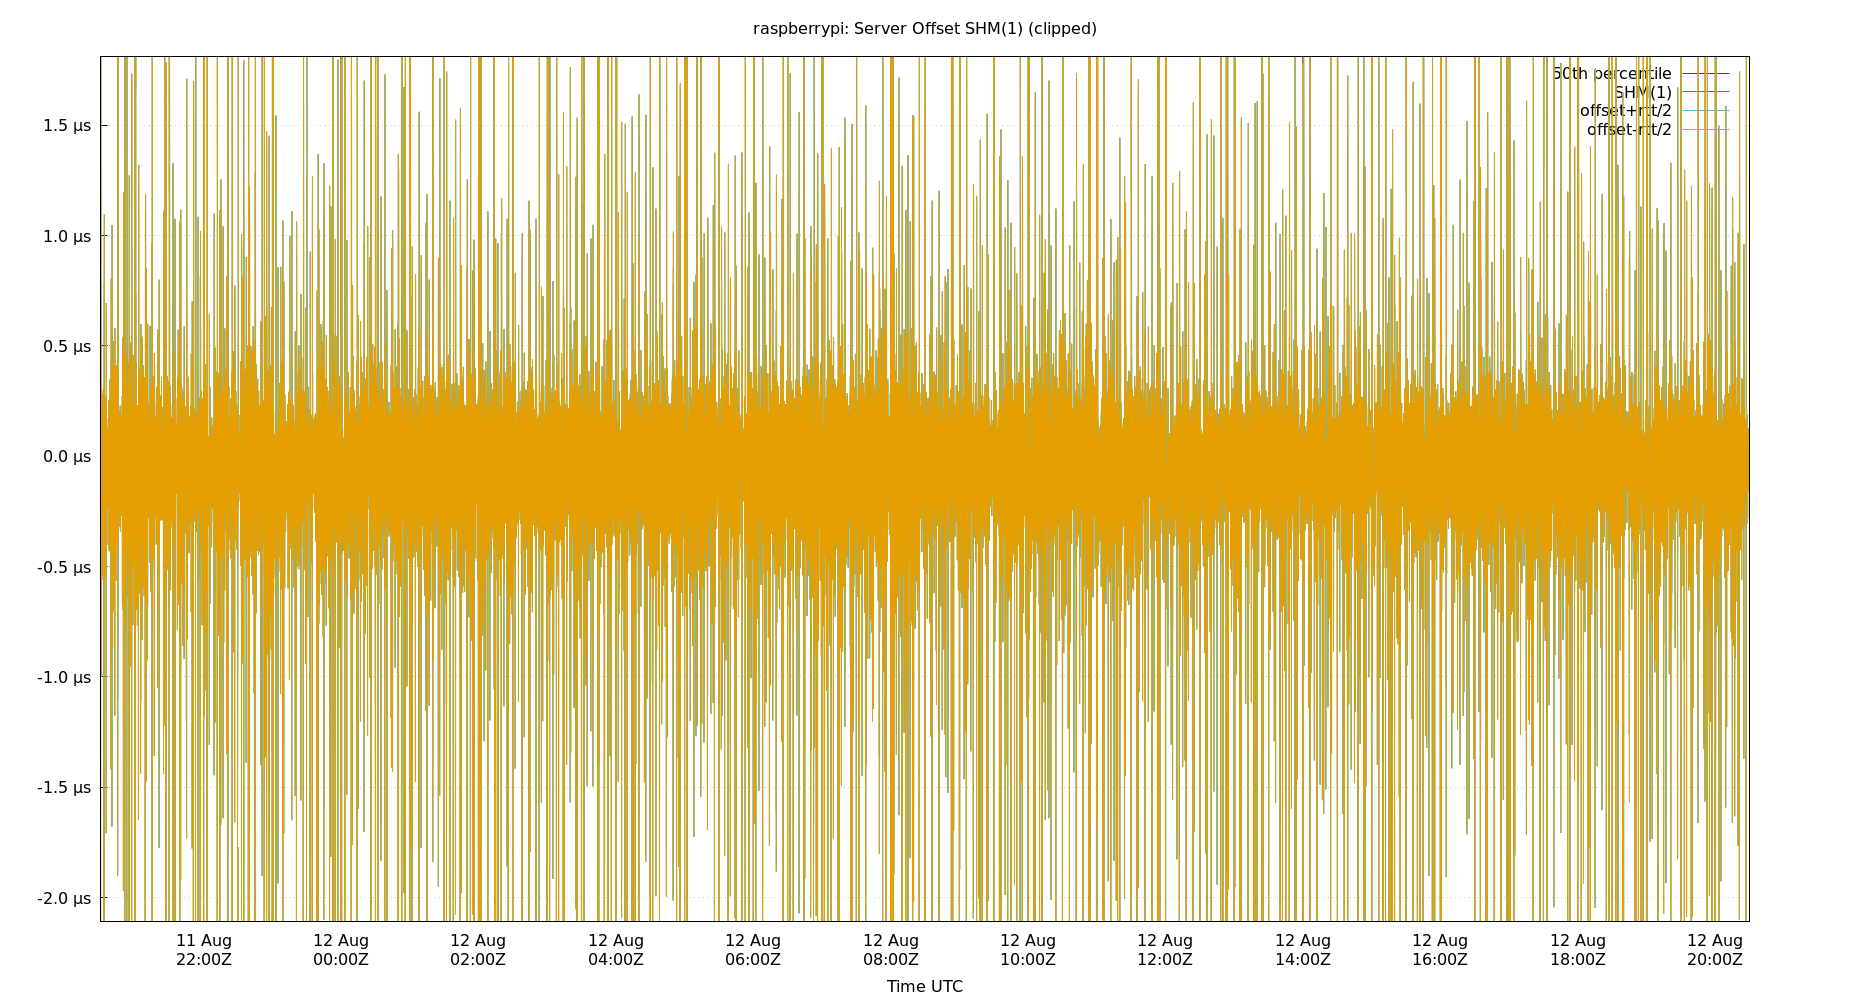 raspberrypi: Server Offset SHM(1) (clipped)
50th percentile
SHM(1)
offset+rtt/2
offset-rtt/2
1.5 µs
1.0 µs
0.5 µs
0.0 µs
-0.5 µs
-1.0 µs
-1.5 µs
-2.0 µs
11 Aug 12 Aug 12 Aug 12 Aug 12 Aug 12 Aug 12 Aug 12 Aug 12 Aug 12 Aug 12 Aug 12 Aug
22:00Z 00:00Z 02:00Z 04:00Z 06:00Z 08:00Z 10:00Z 12:00Z 14:00Z 16:00Z 18:00Z 20:00Z
Time UTC